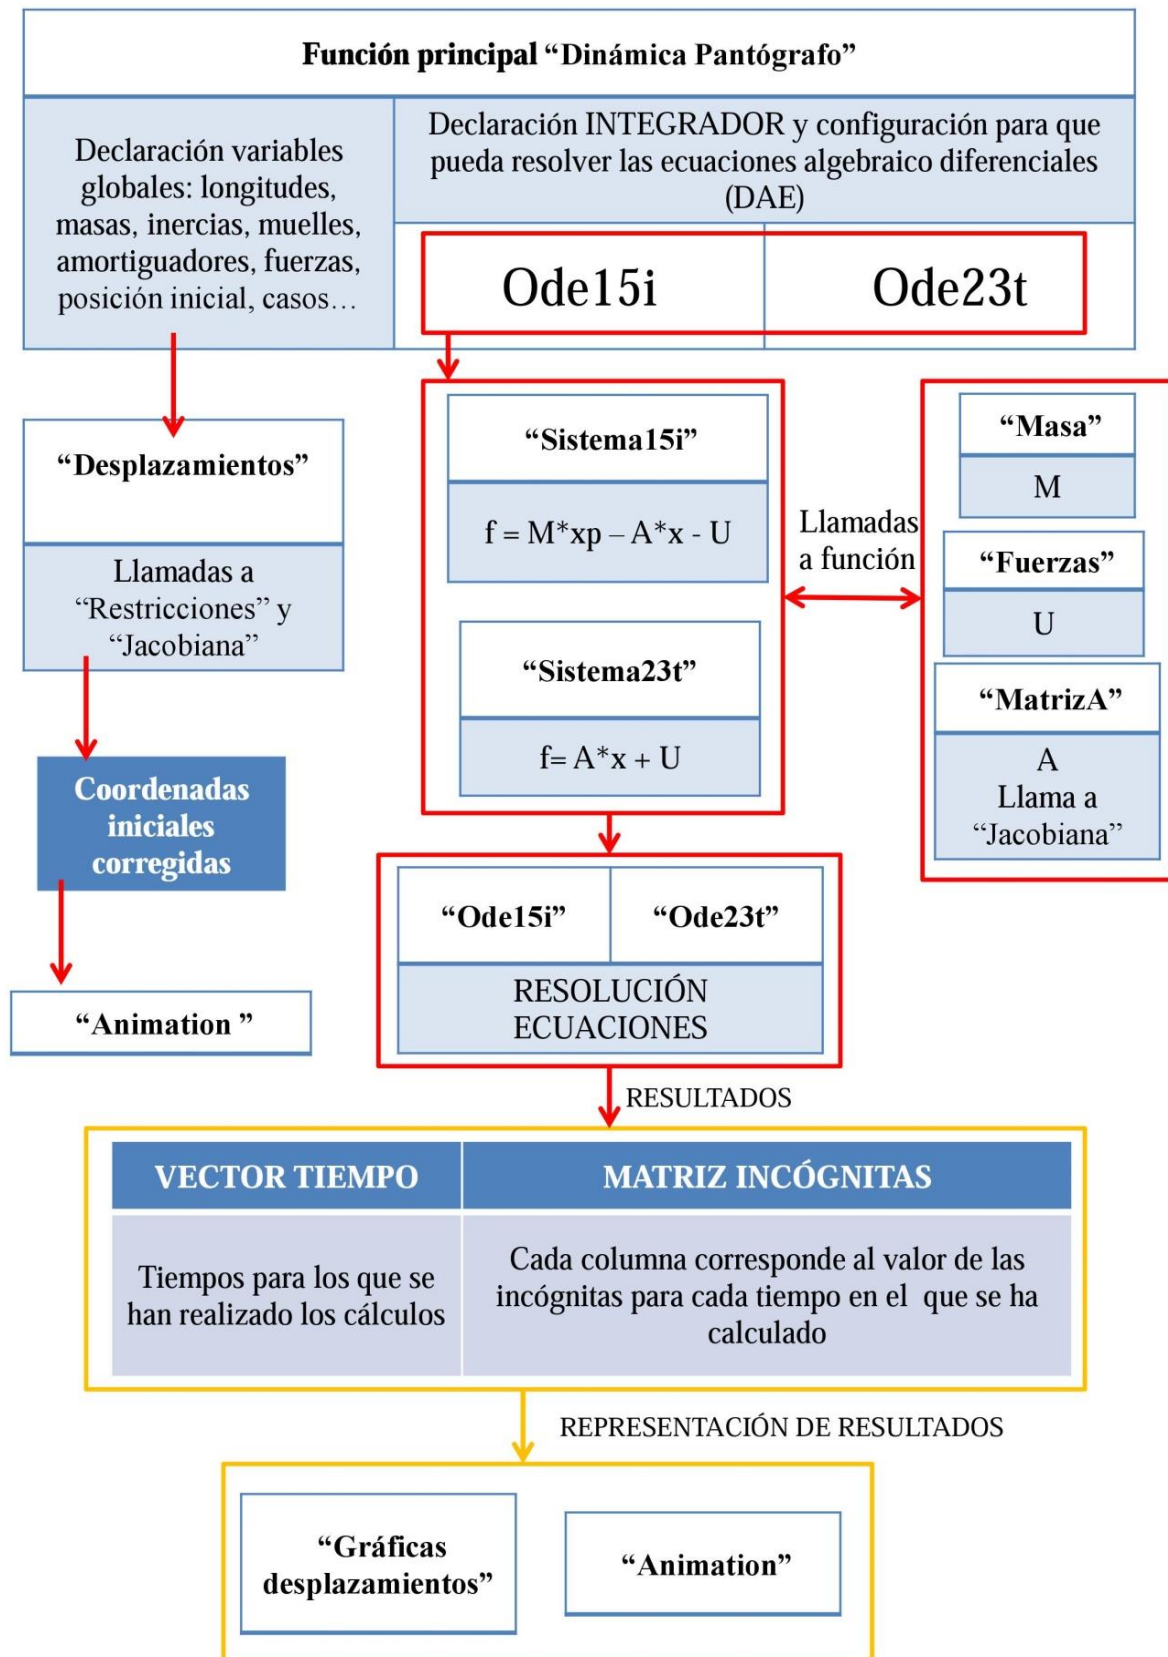 Función principal “Dinámica Pantógrafo”
Declaración variables
globales: longitudes,
masas, inercias, muelles,
amortiguadores, fuerzas,
posición inicial, casos…
Declaración INTEGRADOR y configuración para que
pueda resolver las ecuaciones algebraico diferenciales
(DAE)
Ode15i
Ode23t
“Desplazamientos”
Llamadas a
“Restricciones” y
“Jacobiana”
Coordenadas
iniciales
corregidas
“Animation ”
“Sistema15i”
f = M*xp – A*x - U
“Sistema23t”
f= A*x + U
Llamadas
a función
“Masa”
M
“Fuerzas”
U
“MatrizA”
A
Llama a
“Jacobiana”
“Ode15i”
“Ode23t”
RESOLUCIÓN
ECUACIONES
RESULTADOS
VECTOR TIEMPO
MATRIZ INCÓGNITAS
Tiempos para los que se
han realizado los cálculos
Cada columna corresponde al valor de las
incógnitas para cada tiempo en el que se ha
calculado
REPRESENTACIÓN DE RESULTADOS
“Gráficas
desplazamientos”
“Animation”